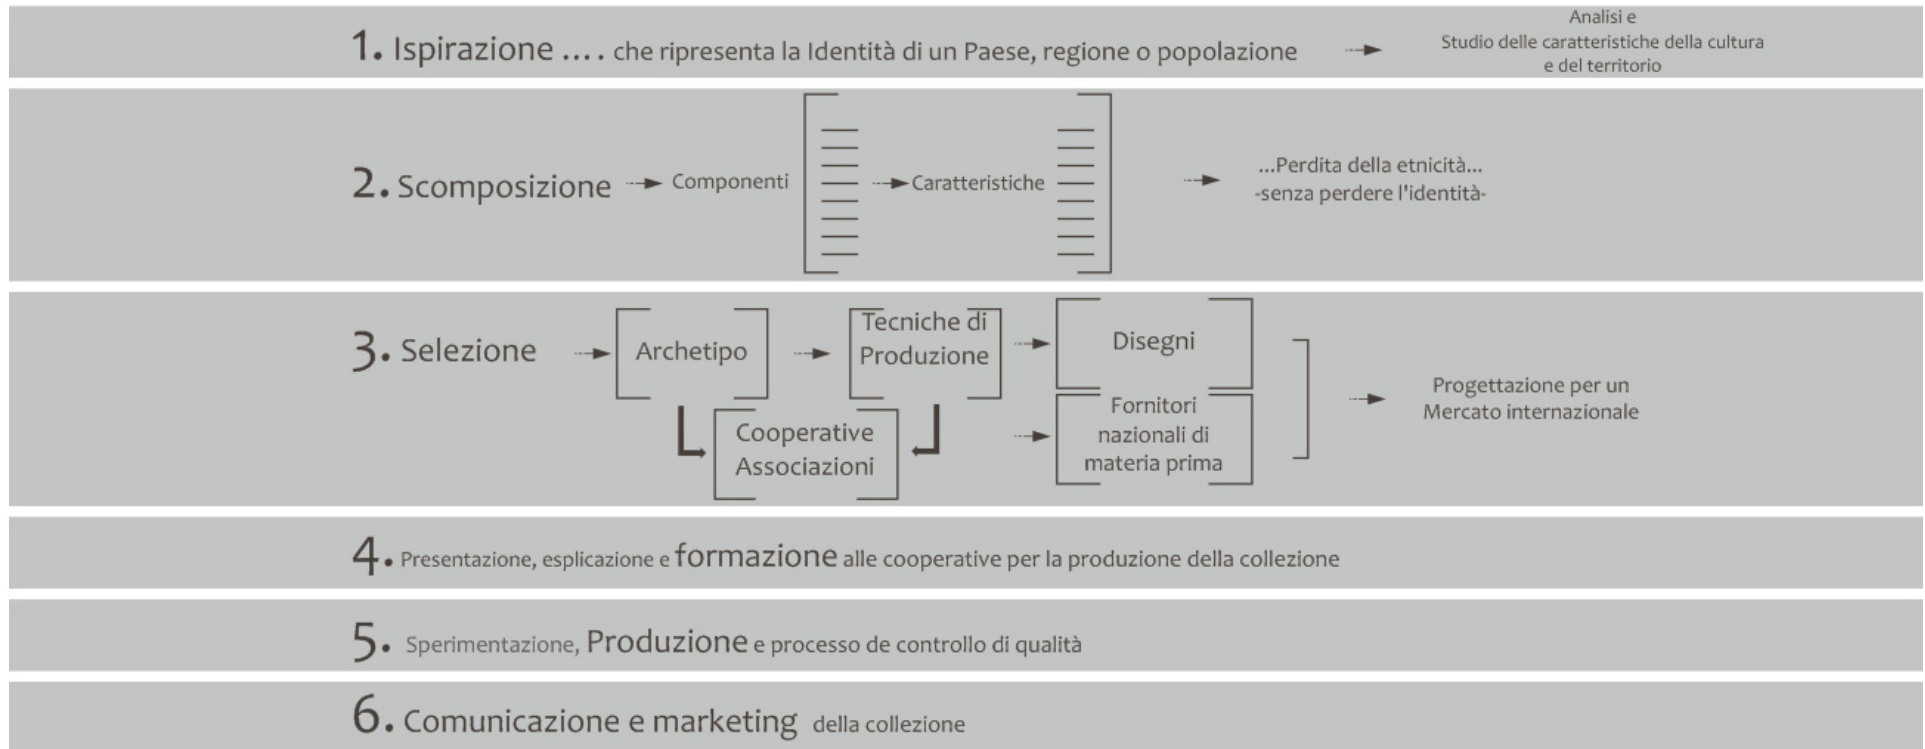 1. Ispirazione .... che ripresenta la Identità di un Paese, regione o popolazione
Analisi e
Studio delle caratteristiche della cultura
e del territorio
2. Scomposizione
Componenti
Caratteristiche
...Perdita della etnicità...
-senza perdere l'identità-
3. Selezione
Archetipo
Tecniche di
Produzione
Cooperative
Associazioni
Disegni
Fornitori
nazionali di
materia prima
Progettazione per un
Mercato internazionale
4. Presentazione, esplicazione e formazione alle cooperative per la produzione della collezione
5. Sperimentazione, Produzione e processo de controllo di qualità
6. Comunicazione e marketing della collezione